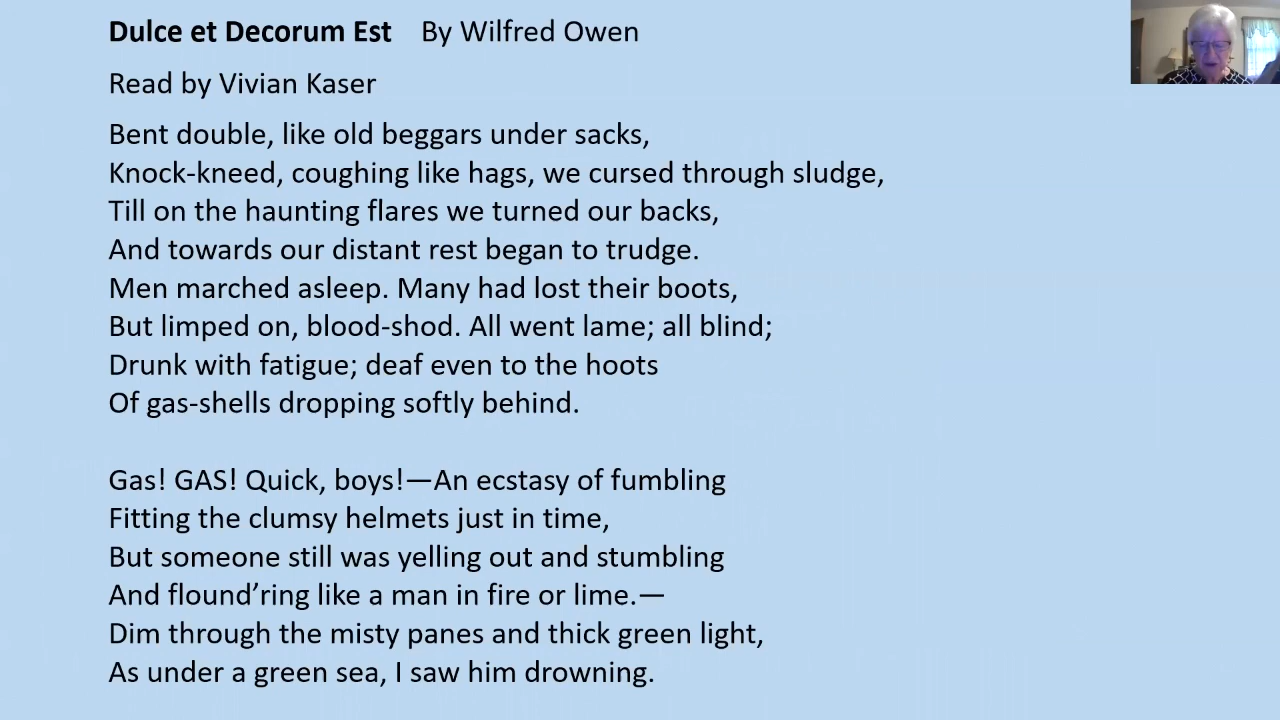 Dulce et Decorum Est By Wilfred Owen
Read by Vivian Kaser
Bent double, like old beggars under sacks,
Knock-kneed, coughing like hags, we cursed through sludge,
Till on the haunting flares we turned our backs,
And towards our distant rest began to trudge.
Men marched asleep. Many had lost their boots,
But limped on, blood-shod. All went lame; all blind;
Drunk with fatigue; deaf even to the hoots
Of gas-shells dropping softly behind.

Gas! GAS! Quick, boys!—An ecstasy of fumbling
Fitting the clumsy helmets just in time,
But someone still was yelling out and stumbling
And flound’ring like a man in fire or lime.—
Dim through the misty panes and thick green light,
As under a green sea, I saw him drowning.